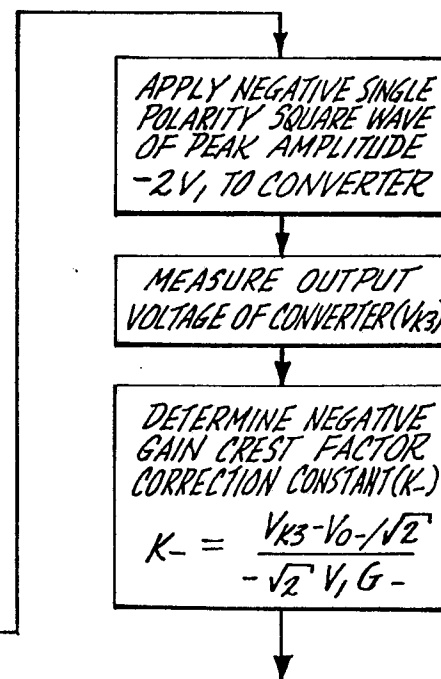 APPLY NEGATIVE SINGLE
POLARITY SQUARE WAVE
OF PEAK AMPLITUDE
-2V, TO CONVERTER
MEASURE OUTPUT
VOLTAGE OF CONVERTER(VK3)
DETERMINE NEGATIVE
GAIN CREST FACTOR
CORRECTION CONSTANT(K-)
K- = VK3-V0-/√2
-√2 V1 G-